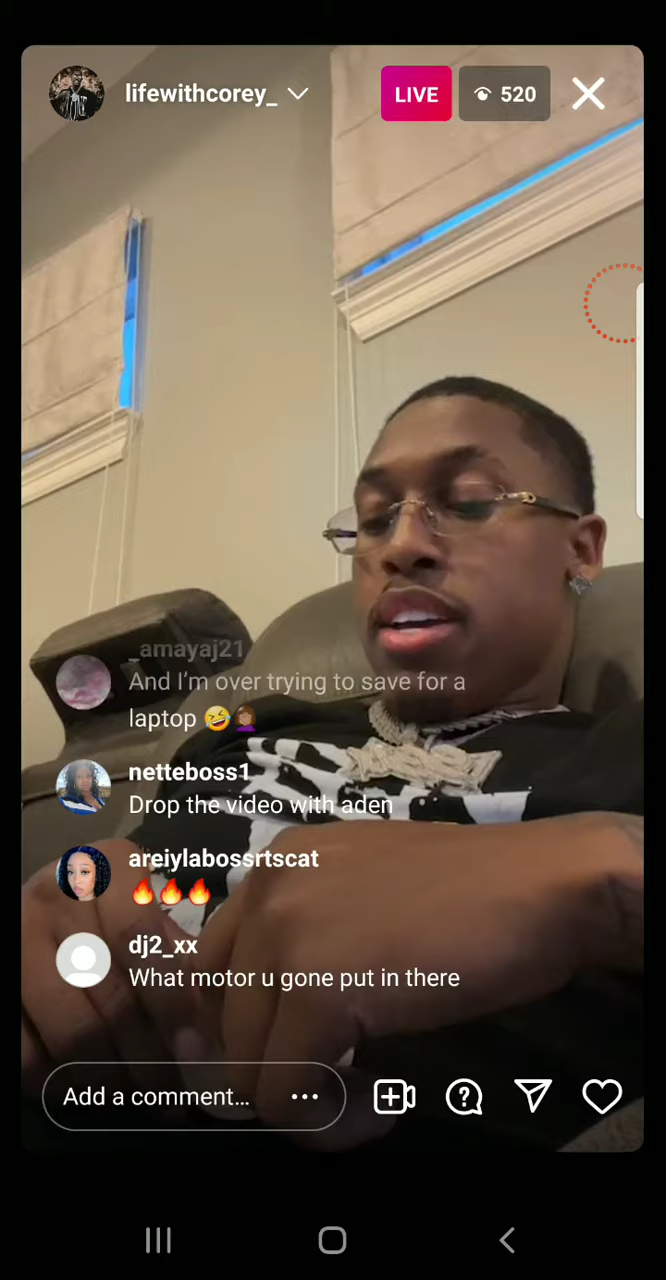 lifewithcorey_
LIVE
520
_amayaj21
And I'm over trying to save for a
laptop 🤣🤦🏽‍♀️
netteboss1
Drop the video with aden
areiylabossrtscat
🔥🔥🔥
dj2_xx
What motor u gone put in there
Add a comment...